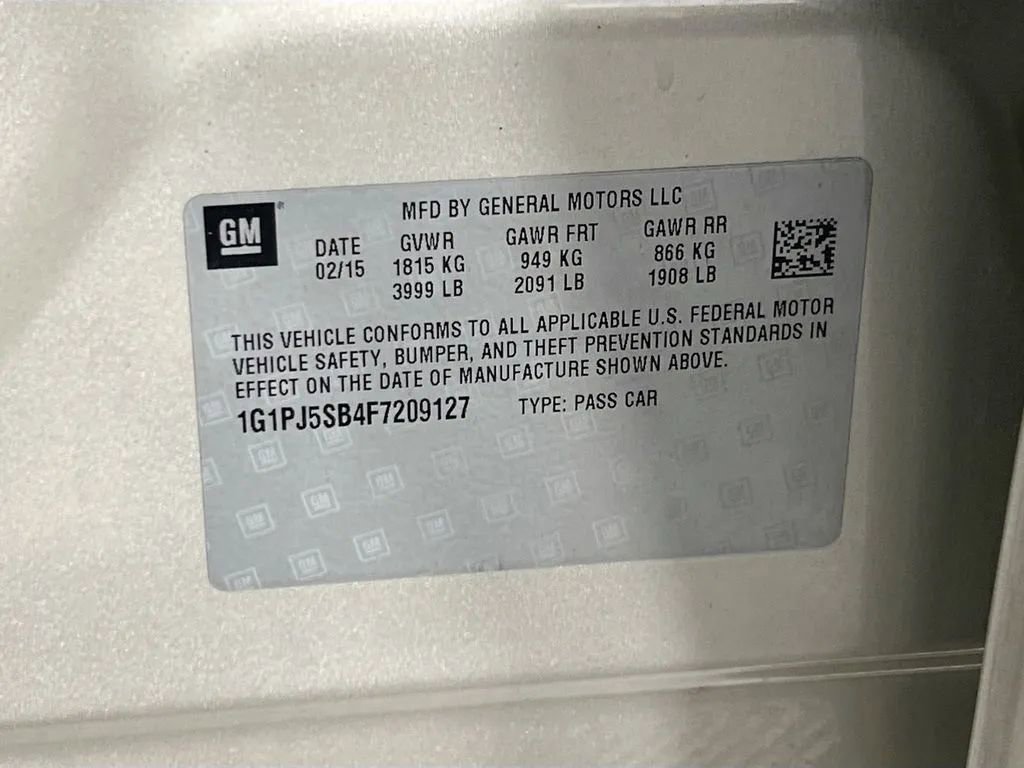 GM
MFD BY GENERAL MOTORS LLC
DATE GVWR GAWR FRT GAWR RR
02/15 1815 KG 949 KG 866 KG
3999 LB 2091 LB 1908 LB
THIS VEHICLE CONFORMS TO ALL APPLICABLE U.S. FEDERAL MOTOR
VEHICLE SAFETY, BUMPER, AND THEFT PREVENTION STANDARDS IN
EFFECT ON THE DATE OF MANUFACTURE SHOWN ABOVE.
1G1PJ5SB4F7209127 TYPE: PASS CAR